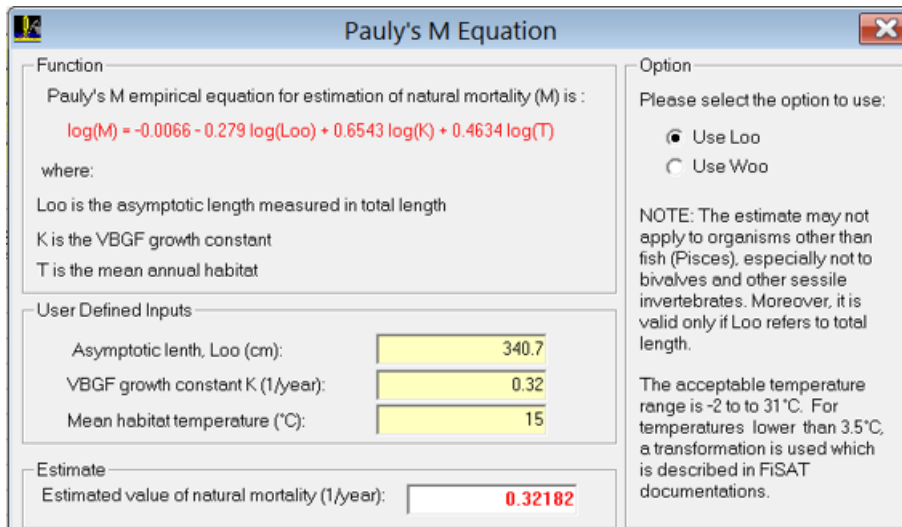 Pauly's M Equation
Function
Pauly's M empirical equation for estimation of natural mortality (M) is :
log(M) = -0.0066 - 0.279 log(Loo) + 0.6543 log(K) + 0.4634 log(T)
where:
Loo is the asymptotic length measured in total length
K is the VBGF growth constant
T is the mean annual habitat
User Defined Inputs
Asymptotic lenth, Loo (cm): 340.7
VBGF growth constant K (1/year): 0.32
Mean habitat temperature (°C): 15
Estimate
Estimated value of natural mortality (1/year): 0.32182
Option
Please select the option to use:
Use Loo
Use Woo
NOTE: The estimate may not
apply to organisms other than
fish (Pisces), especially not to
bivalves and other sessile
invertebrates. Moreover, it is
valid only if Loo refers to total
length.
The acceptable temperature
range is -2 to to 31°C. For
temperatures lower than 3.5°C,
a transformation is used which
is described in FiSAT
documentations.